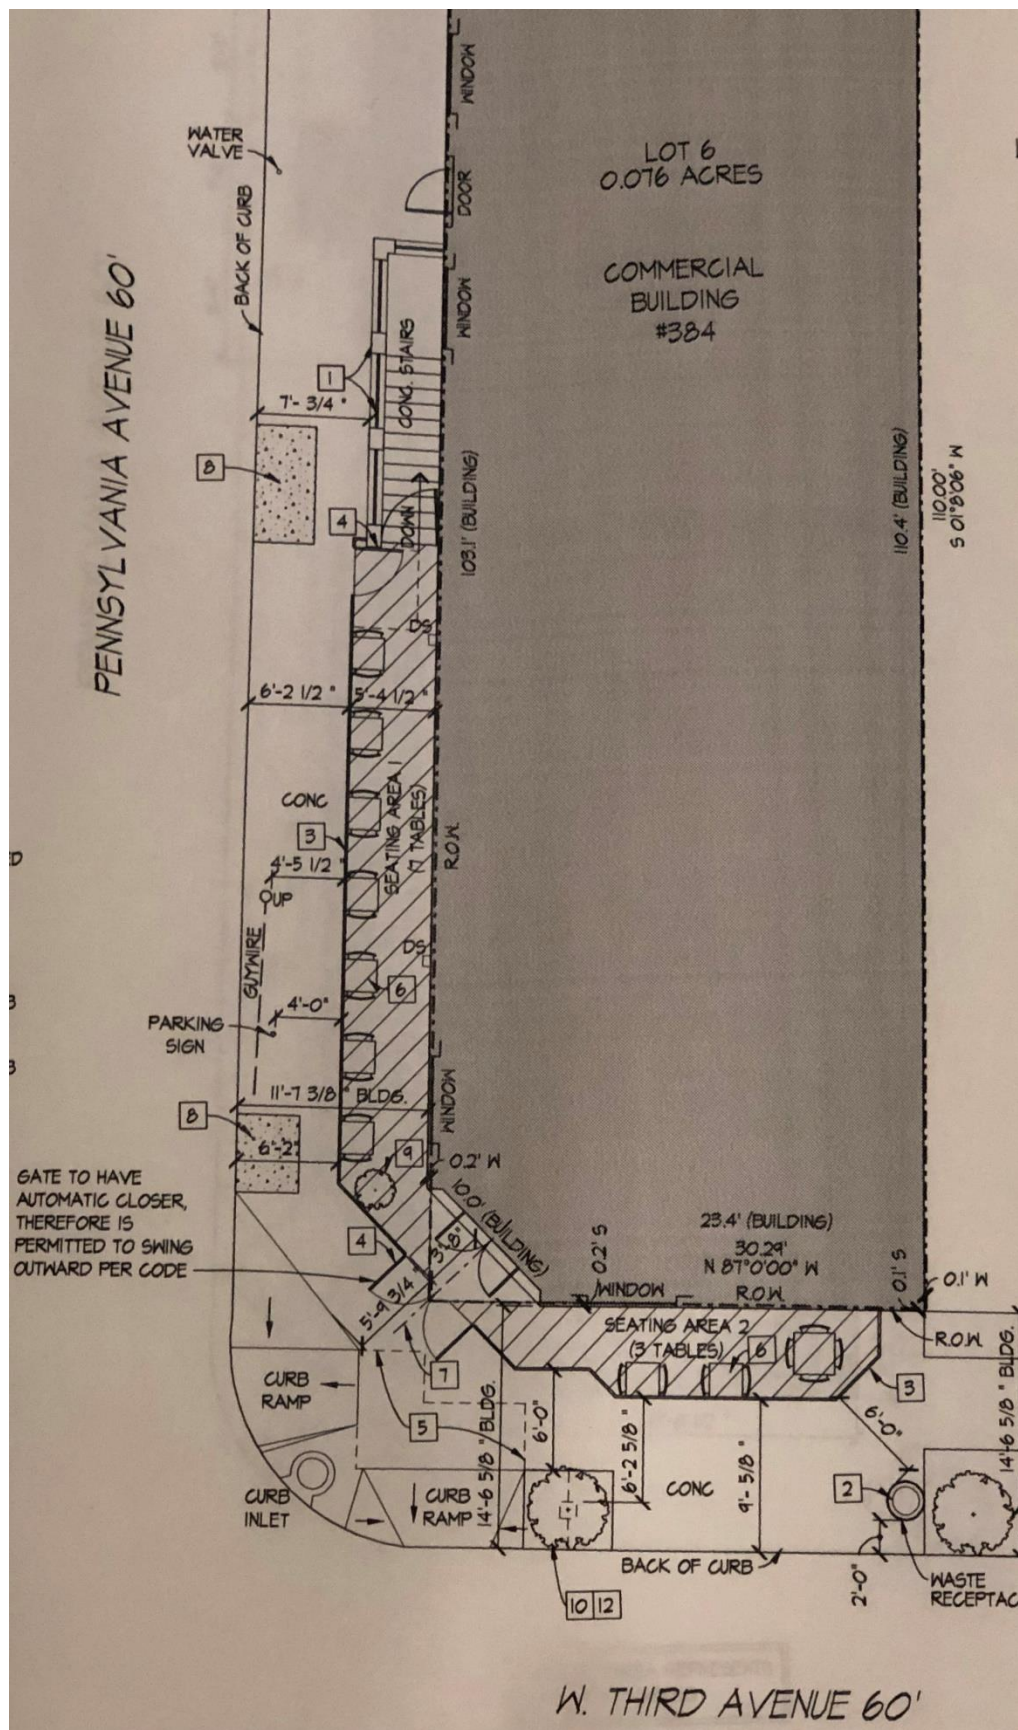 WINDOW
WATER
VALVE
LOT 6
0.076 ACRES
DOOR
BACK OF CURB
PENNSYLVANIA AVENUE 60'
COMMERCIAL
BUILDING
#384
WINDOW
CONC. STAIRS
1
7'- 3/4 "
8
4
DOWN
103.1' (BUILDING)
110.4' (BUILDING)
110.00'
S 01°8'06" W
DS
6'-2 1/2 "
5'-4 1/2 "
CONC
3
SEATING AREA 1
(7 TABLES)
R.O.W.
4'-5 1/2 "
UP
GUYWIRE
DS
6
4'-0"
PARKING
SIGN
11'-7 3/8 " BLDG.
WINDOW
8
6'-2"
9
0.2' W
GATE TO HAVE
AUTOMATIC CLOSER,
THEREFORE IS
PERMITTED TO SWING
OUTWARD PER CODE
4
10.0' (BUILDING)
3'-8"
5'-9 3/4 "
23.4' (BUILDING)
30.29'
N 87°0'00" W
R.O.W.
0.2' S
WINDOW
0.1' S
0.1' W
R.O.W.
SEATING AREA 2
(3 TABLES)
6
3
7
CURB
RAMP
5
14'-6 5/8 " BLDG.
6'-0"
6'-2 5/8 "
9'- 5/8 "
6'-0"
14'-6 5/8 " BLDG.
CONC
2
CURB
INLET
CURB
RAMP
BACK OF CURB
2'-0"
WASTE
RECEPTAC
10 12
W. THIRD AVENUE 60'